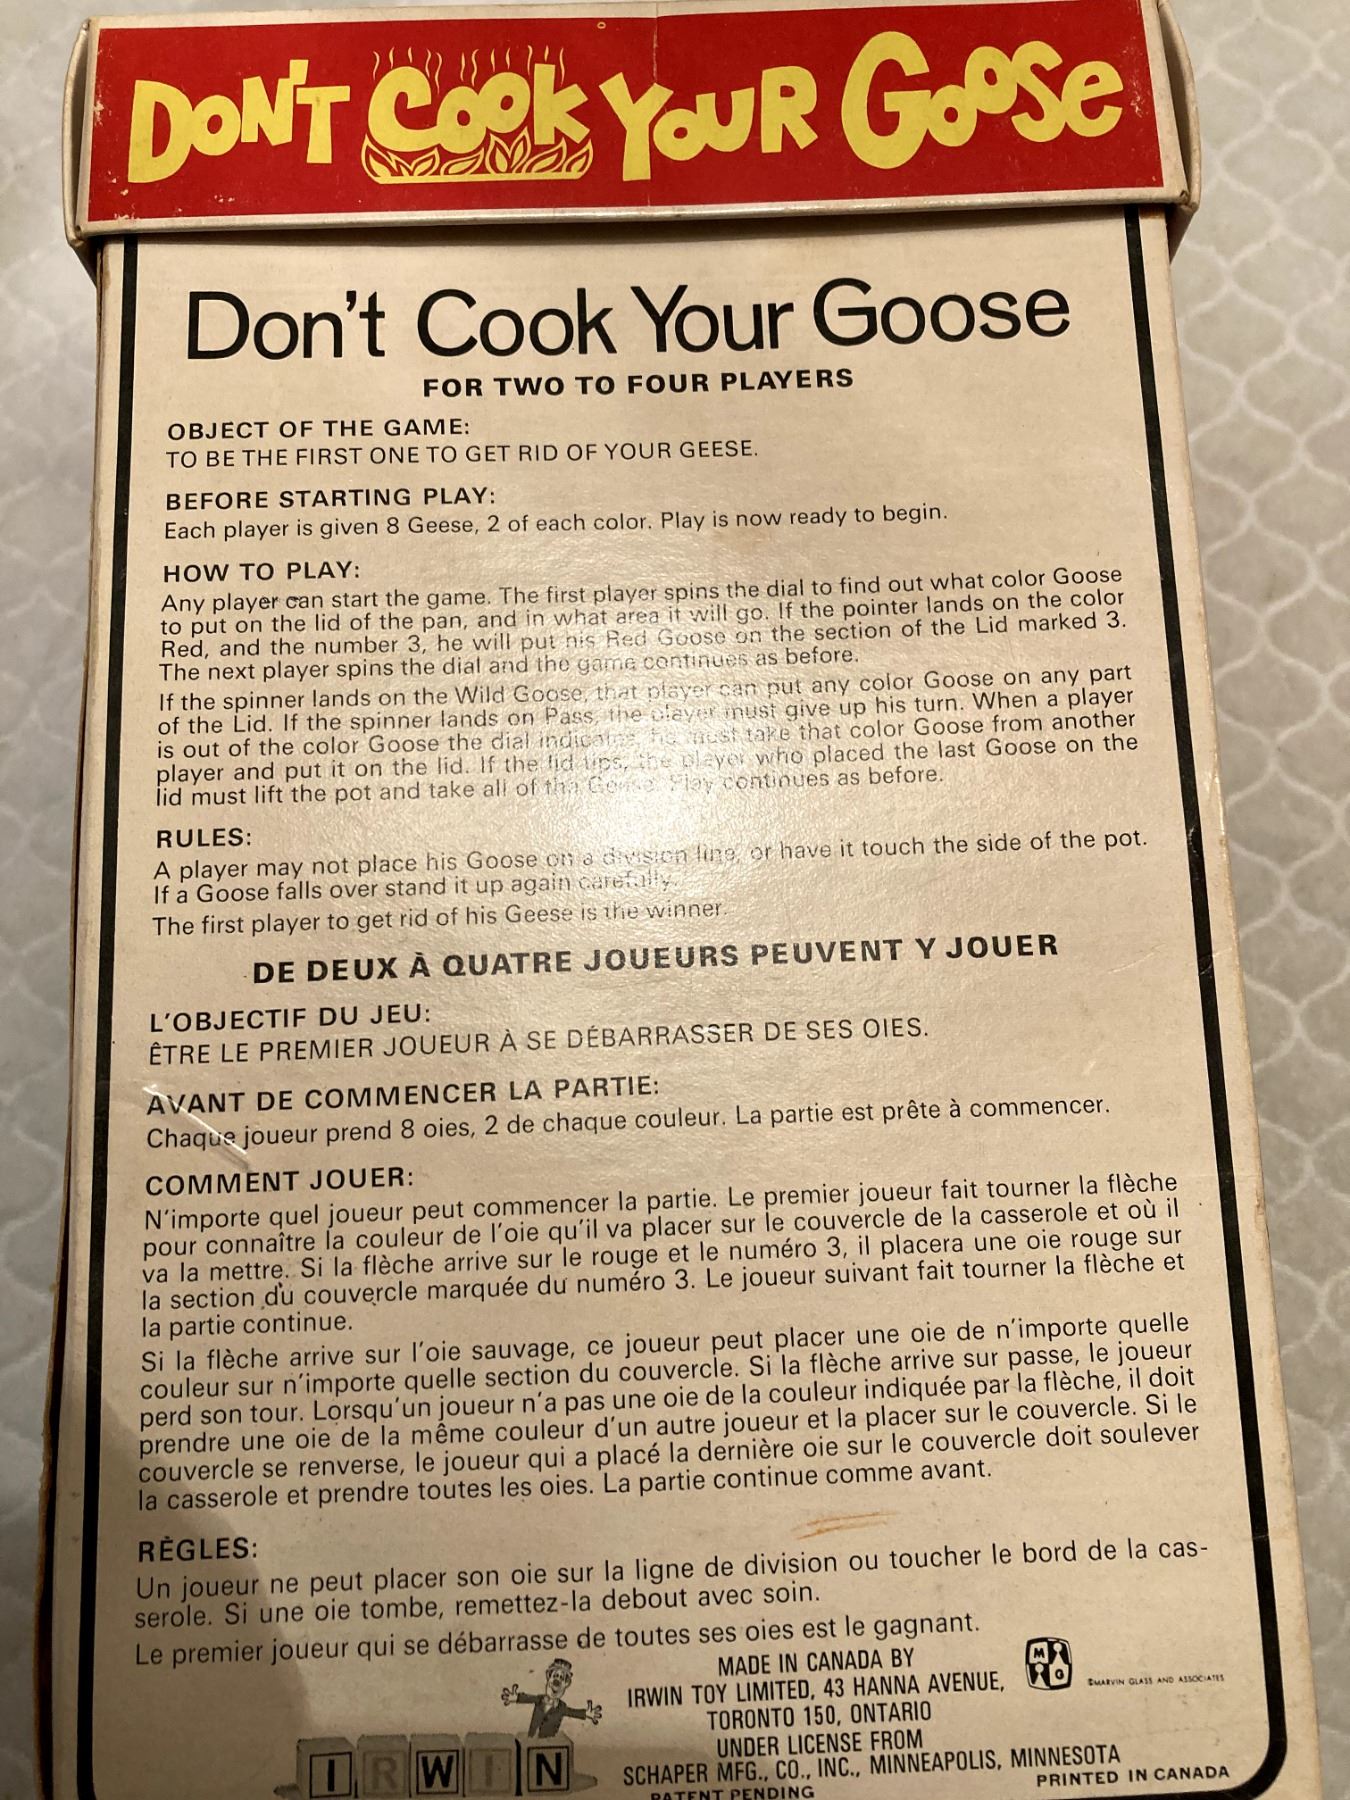 DON'T COOK YOUR GOOSE
Don't Cook Your Goose
FOR TWO TO FOUR PLAYERS
OBJECT OF THE GAME:
TO BE THE FIRST ONE TO GET RID OF YOUR GEESE.
BEFORE STARTING PLAY:
Each player is given 8 Geese, 2 of each color. Play is now ready to begin.
HOW TO PLAY:
Any player can start the game. The first player spins the dial to find out what color Goose
to put on the lid of the pan, and in what area it will go. If the pointer lands on the color
Red, and the number 3, he will put his Red Goose on the section of the Lid marked 3.
The next player spins the dial and the game continues as before.
If the spinner lands on the Wild Goose, that player can put any color Goose on any part
of the Lid. If the spinner lands on Pass, the player must give up his turn. When a player
is out of the color Goose the dial indicates, he must take that color Goose from another
player and put it on the lid. If the lid tips, the player who placed the last Goose on the
lid must lift the pot and take all of the Geese. Play continues as before.
RULES:
A player may not place his Goose on a division line, or have it touch the side of the pot.
If a Goose falls over stand it up again carefully.
The first player to get rid of his Geese is the winner.
DE DEUX À QUATRE JOUEURS PEUVENT Y JOUER
L'OBJECTIF DU JEU:
ÊTRE LE PREMIER JOUEUR À SE DÉBARRASSER DE SES OIES.
AVANT DE COMMENCER LA PARTIE:
Chaque joueur prend 8 oies, 2 de chaque couleur. La partie est prête à commencer.
COMMENT JOUER:
N'importe quel joueur peut commencer la partie. Le premier joueur fait tourner la flèche
pour connaître la couleur de l'oie qu'il va placer sur le couvercle de la casserole et où il
va la mettre. Si la flèche arrive sur le rouge et le numéro 3, il placera une oie rouge sur
la section du couvercle marquée du numéro 3. Le joueur suivant fait tourner la flèche et
la partie continue.
Si la flèche arrive sur l'oie sauvage, ce joueur peut placer une oie de n'importe quelle
couleur sur n'importe quelle section du couvercle. Si la flèche arrive sur passe, le joueur
perd son tour. Lorsqu'un joueur n'a pas une oie de la couleur indiquée par la flèche, il doit
prendre une oie de la même couleur d'un autre joueur et la placer sur le couvercle. Si le
couvercle se renverse, le joueur qui a placé la dernière oie sur le couvercle doit soulever
la casserole et prendre toutes les oies. La partie continue comme avant.
RÈGLES:
Un joueur ne peut placer son oie sur la ligne de division ou toucher le bord de la cas-
serole. Si une oie tombe, remettez-la debout avec soin.
Le premier joueur qui se débarrasse de toutes ses oies est le gagnant.
MADE IN CANADA BY
IRWIN TOY LIMITED, 43 HANNA AVENUE,
TORONTO 150, ONTARIO
UNDER LICENSE FROM
SCHAPER MFG., CO., INC., MINNEAPOLIS, MINNESOTA
PATENT PENDING
PRINTED IN CANADA
©MARVIN GLASS AND ASSOCIATES
IRWIN